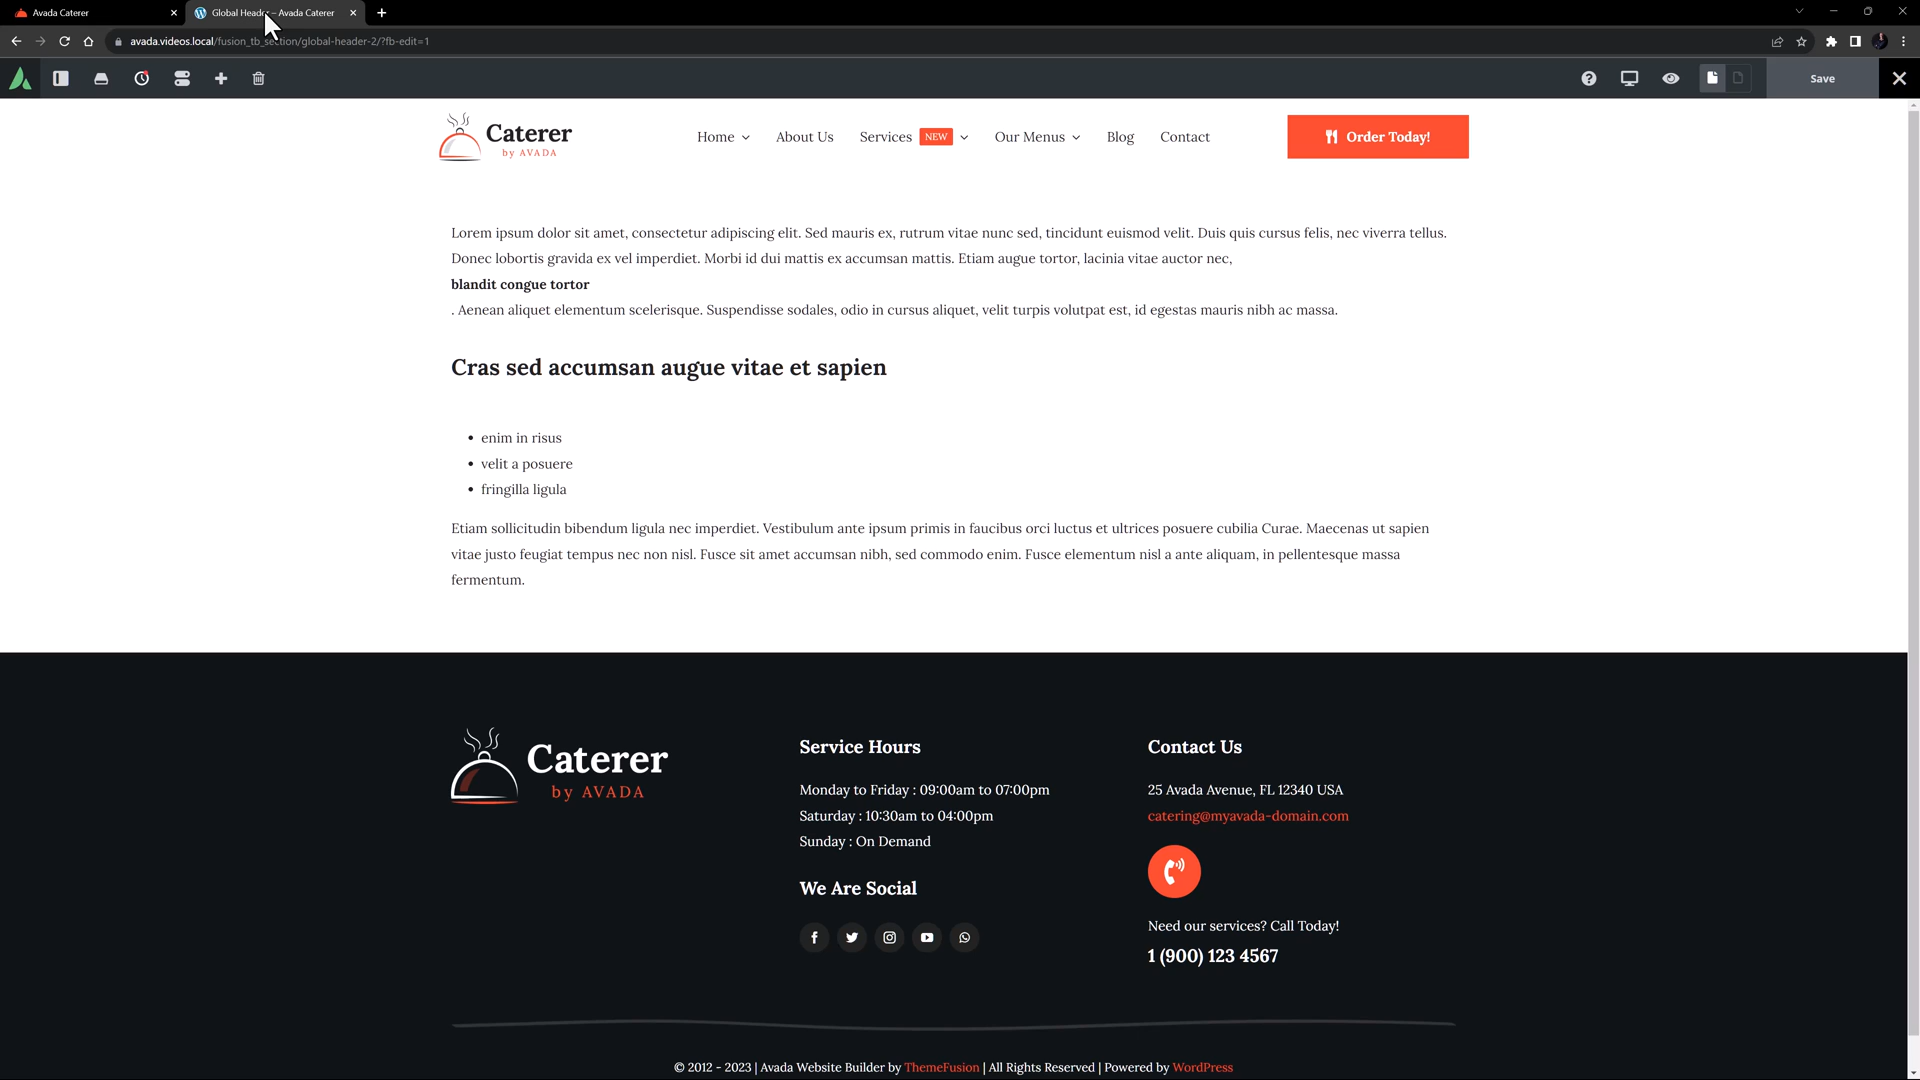 Avada Caterer
Global Header – Avada Caterer
avada.videos.local/fusion_tb_section/global-header-2/?fb-edit=1
Save
Caterer
by AVADA
Home
About Us
Services NEW
Our Menus
Blog
Contact
Order Today!
Lorem ipsum dolor sit amet, consectetur adipiscing elit. Sed mauris ex, rutrum vitae nunc sed, tincidunt euismod velit. Duis quis cursus felis, nec viverra tellus.
Donec lobortis gravida ex vel imperdiet. Morbi id dui mattis ex accumsan mattis. Etiam augue tortor, lacinia vitae auctor nec,
blandit congue tortor
. Aenean aliquet elementum scelerisque. Suspendisse sodales, odio in cursus aliquet, velit turpis volutpat est, id egestas mauris nibh ac massa.
Cras sed accumsan augue vitae et sapien
• enim in risus
• velit a posuere
• fringilla ligula
Etiam sollicitudin bibendum ligula nec imperdiet. Vestibulum ante ipsum primis in faucibus orci luctus et ultrices posuere cubilia Curae. Maecenas ut sapien
vitae justo feugiat tempus nec non nisl. Fusce sit amet accumsan nibh, sed commodo enim. Fusce elementum nisl a ante aliquam, in pellentesque massa
fermentum.
Caterer
by AVADA
Service Hours
Monday to Friday : 09:00am to 07:00pm
Saturday : 10:30am to 04:00pm
Sunday : On Demand
We Are Social
Contact Us
25 Avada Avenue, FL 12340 USA
catering@myavada-domain.com
Need our services? Call Today!
1 (900) 123 4567
© 2012 - 2023 | Avada Website Builder by ThemeFusion | All Rights Reserved | Powered by WordPress